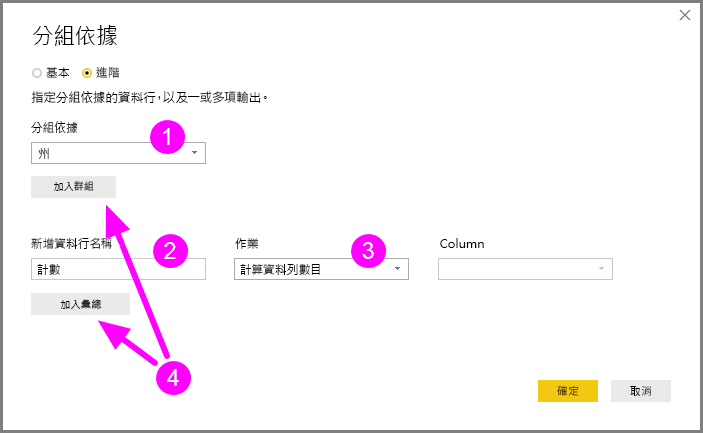 分組依據
基本 進階
指定分組依據的資料行,以及一或多項輸出。
分組依據
1
州
加入群組
新增資料行名稱 2 作業 3 Column
計數 計算資料列數目
加入彙總
4
確定 取消